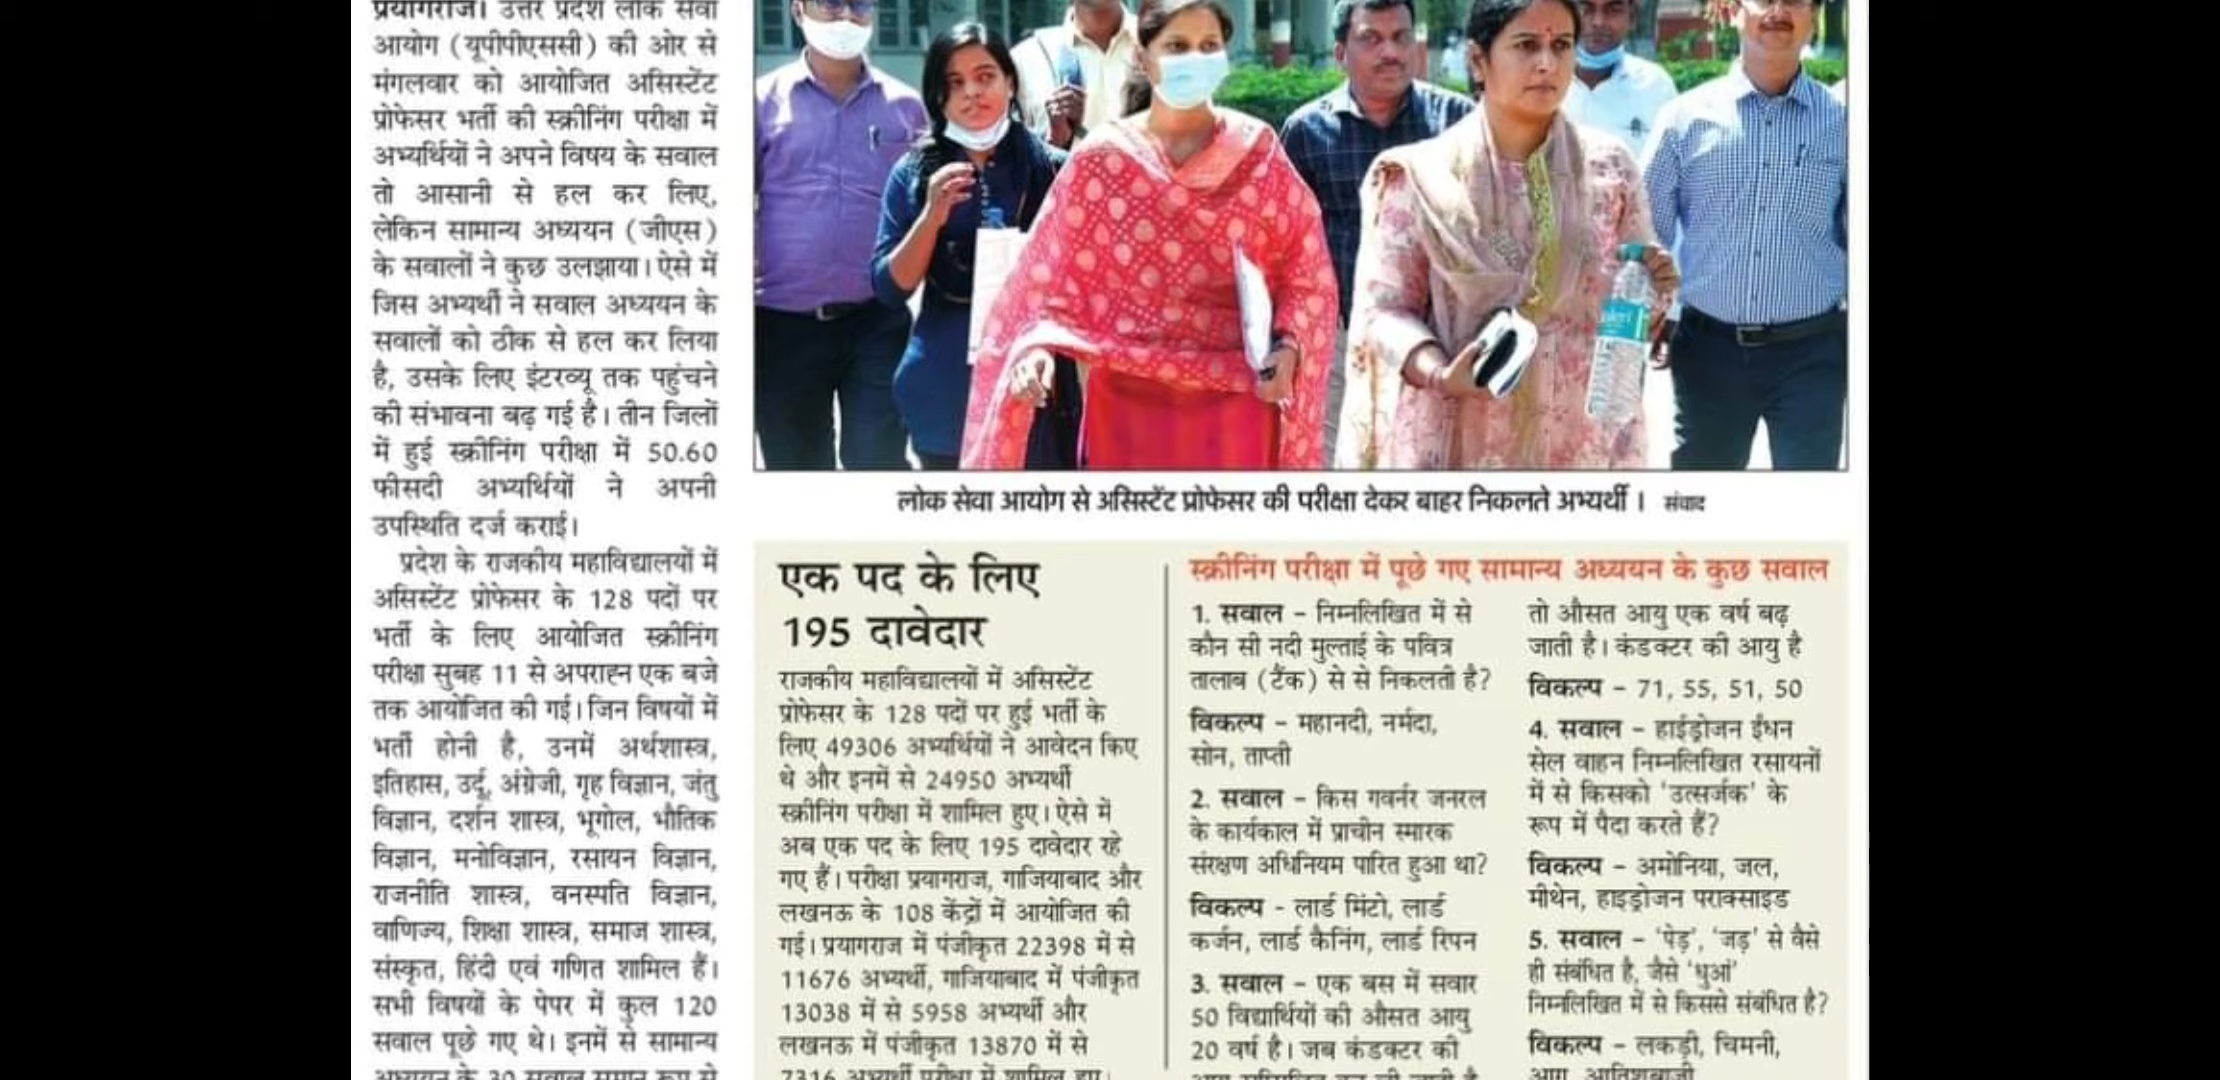 प्रयागराज। उत्तर प्रदेश लोक सेवा
आयोग (यूपीपीएससी) की ओर से
मंगलवार को आयोजित असिस्टेंट
प्रोफेसर भर्ती की स्क्रीनिंग परीक्षा में
अभ्यर्थियों ने अपने विषय के सवाल
तो आसानी से हल कर लिए,
लेकिन सामान्य अध्ययन (जीएस)
के सवालों ने कुछ उलझाया। ऐसे में
जिस अभ्यर्थी ने सवाल अध्ययन के
सवालों को ठीक से हल कर लिया
है, उसके लिए इंटरव्यू तक पहुंचने
की संभावना बढ़ गई है। तीन जिलों
में हुई स्क्रीनिंग परीक्षा में 50.60
फीसदी अभ्यर्थियों ने अपनी
उपस्थिति दर्ज कराई।
प्रदेश के राजकीय महाविद्यालयों में
असिस्टेंट प्रोफेसर के 128 पदों पर
भर्ती के लिए आयोजित स्क्रीनिंग
परीक्षा सुबह 11 से अपराह्न एक बजे
तक आयोजित की गई। जिन विषयों में
भर्ती होनी है, उनमें अर्थशास्त्र,
इतिहास, उर्दू, अंग्रेजी, गृह विज्ञान, जंतु
विज्ञान, दर्शन शास्त्र, भूगोल, भौतिक
विज्ञान, मनोविज्ञान, रसायन विज्ञान,
राजनीति शास्त्र, वनस्पति विज्ञान,
वाणिज्य, शिक्षा शास्त्र, समाज शास्त्र,
संस्कृत, हिंदी एवं गणित शामिल हैं।
सभी विषयों के पेपर में कुल 120
सवाल पूछे गए थे। इनमें से सामान्य
अध्ययन के 30 सवाल समान रूप से
लोक सेवा आयोग से असिस्टेंट प्रोफेसर की परीक्षा देकर बाहर निकलते अभ्यर्थी। संवाद
एक पद के लिए
195 दावेदार
राजकीय महाविद्यालयों में असिस्टेंट
प्रोफेसर के 128 पदों पर हुई भर्ती के
लिए 49306 अभ्यर्थियों ने आवेदन किए
थे और इनमें से 24950 अभ्यर्थी
स्क्रीनिंग परीक्षा में शामिल हुए। ऐसे में
अब एक पद के लिए 195 दावेदार रहे
गए हैं। परीक्षा प्रयागराज, गाजियाबाद और
लखनऊ के 108 केंद्रों में आयोजित की
गई। प्रयागराज में पंजीकृत 22398 में से
11676 अभ्यर्थी, गाजियाबाद में पंजीकृत
13038 में से 5958 अभ्यर्थी और
लखनऊ में पंजीकृत 13870 में से
7316 अभ्यर्थी परीक्षा में शामिल हुए।
स्क्रीनिंग परीक्षा में पूछे गए सामान्य अध्ययन के कुछ सवाल
1. सवाल - निम्नलिखित में से
कौन सी नदी मुल्ताई के पवित्र
तालाब (टैंक) से से निकलती है?
विकल्प - महानदी, नर्मदा,
सोन, ताप्ती
2. सवाल - किस गवर्नर जनरल
के कार्यकाल में प्राचीन स्मारक
संरक्षण अधिनियम पारित हुआ था?
विकल्प - लार्ड मिंटो, लार्ड
कर्जन, लार्ड कैनिंग, लार्ड रिपन
3. सवाल - एक बस में सवार
50 विद्यार्थियों की औसत आयु
20 वर्ष है। जब कंडक्टर की
तो औसत आयु एक वर्ष बढ़
जाती है। कंडक्टर की आयु है
विकल्प - 71, 55, 51, 50
4. सवाल - हाईड्रोजन ईंधन
सेल वाहन निम्नलिखित रसायनों
में से किसको 'उत्सर्जक' के
रूप में पैदा करते हैं?
विकल्प - अमोनिया, जल,
मीथेन, हाइड्रोजन पराक्साइड
5. सवाल - 'पेड़', 'जड़' से वैसे
ही संबंधित है, जैसे 'धुआं'
निम्नलिखित में से किससे संबंधित है?
विकल्प - लकड़ी, चिमनी,
आग, आतिशबाजी